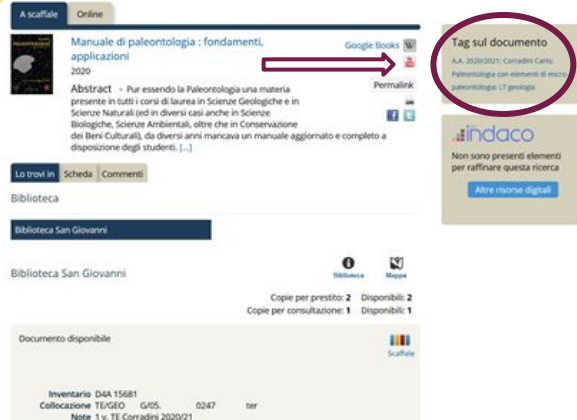 A scaffale Online
Manuale di paleontologia : fondamenti,
applicazioni
2020
Google Books W
Permalink
Abstract - Pur essendo la Paleontologia una materia
presente in tutti i corsi di laurea in Scienze Geologiche e in
Scienze Naturali (ed in diversi casi anche in Scienze
Biologiche, Scienze Ambientali, oltre che in Conservazione
dei Beni Culturali), da diversi anni mancava un manuale aggiornato e completo a
disposizione degli studenti. [...]
Tag sul documento
A.A. 2020/2021; Corradini Carlo;
Paleontologia con elementi di micro-
paleontologia; LT geologia
indaco
Non sono presenti elementi
per raffinare questa ricerca
Altre risorse digitali
Lo trovi in Scheda Commenti
Biblioteca
Biblioteca San Giovanni
Biblioteca San Giovanni
Biblioteca Mappa
Copie per prestito: 2 Disponibili: 2
Copie per consultazione: 1 Disponibili: 1
Documento disponibile
Scaffale
Inventario D4A 15681
Collocazione TE/GEO G/05. 0247 ter
Note 1 v. TE Corradini 2020/21